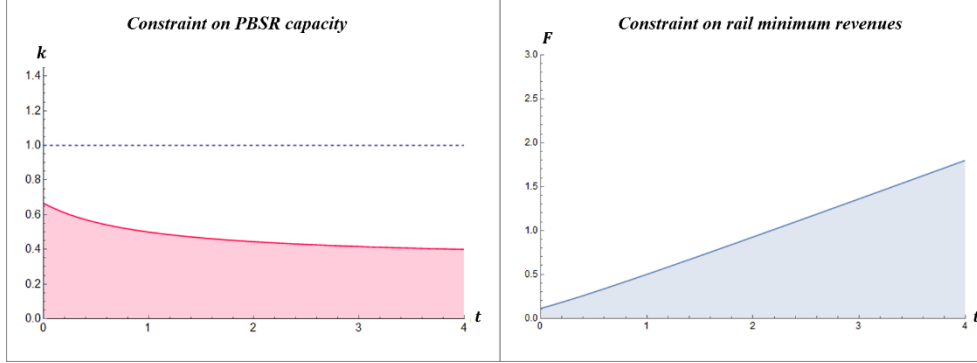 Constraint on PBSR capacity
k
1.4
1.2
1.0
0.8
0.6
0.4
0.2
0.0
0 1 2 3 4 t
Constraint on rail minimum revenues
F
3.0
2.5
2.0
1.5
1.0
0.5
0.0
0 1 2 3 4 t